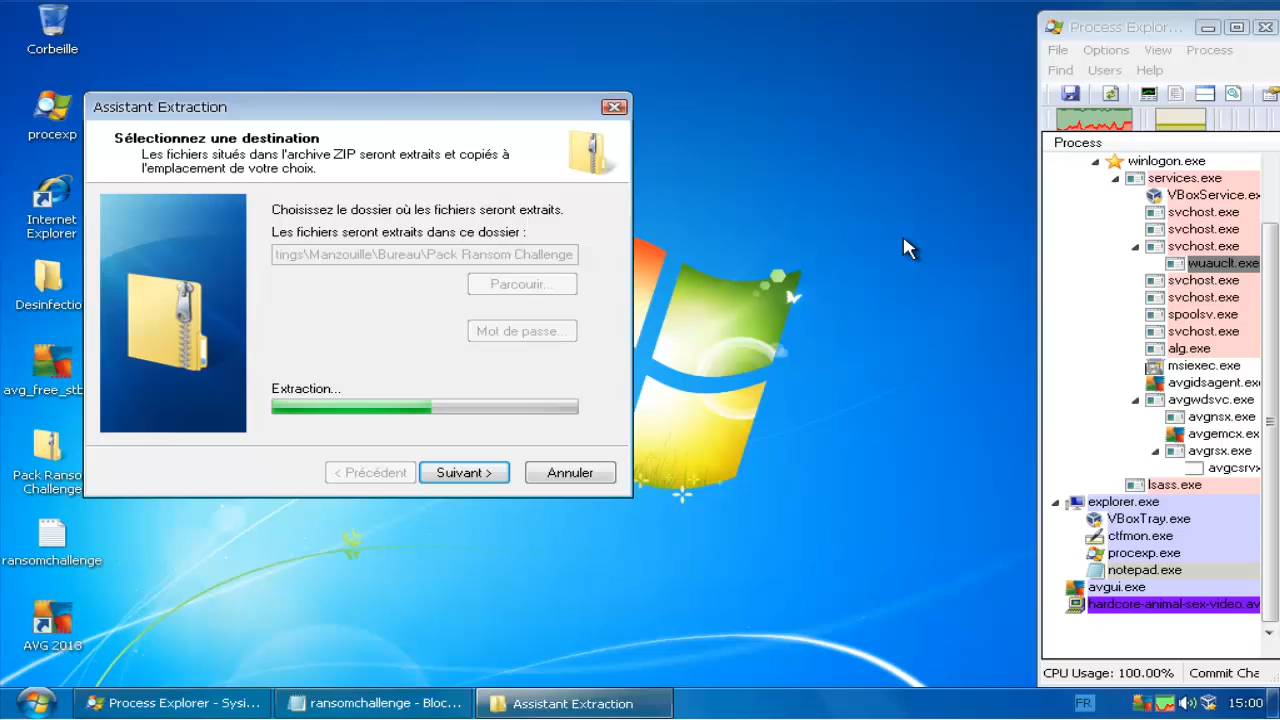 Corbeille
procexp
Internet
Explorer
Desinfectio
avg_free_stb
Pack Ranso
Challenge
ransomchallenge
AVG 2013
Assistant Extraction
Sélectionnez une destination
Les fichiers situés dans l'archive ZIP seront extraits et copiés à
l'emplacement de votre choix.
Choisissez le dossier où les fichiers seront extraits.
Les fichiers seront extraits dans ce dossier :
tings\Manzouille\Bureau\Pack Ransom Challenge
Parcourir...
Mot de passe...
Extraction...
< Précédent
Suivant >
Annuler
Process Explor...
File Options View Process
Find Users Help
Process
winlogon.exe
services.exe
VBoxService.ex
svchost.exe
svchost.exe
svchost.exe
wuauclt.exe
svchost.exe
svchost.exe
spoolsv.exe
svchost.exe
alg.exe
msiexec.exe
avgidsagent.exe
avgwdsvc.exe
avgnsx.exe
avgemcx.ex
avgrsx.exe
avgcsrvx
lsass.exe
explorer.exe
VBoxTray.exe
ctfmon.exe
procexp.exe
notepad.exe
avgui.exe
hardcore-animal-sex-video.av
CPU Usage: 100.00% Commit Cha
Process Explorer - Sysi...
ransomchallenge - Bloc...
Assistant Extraction
FR
15:00